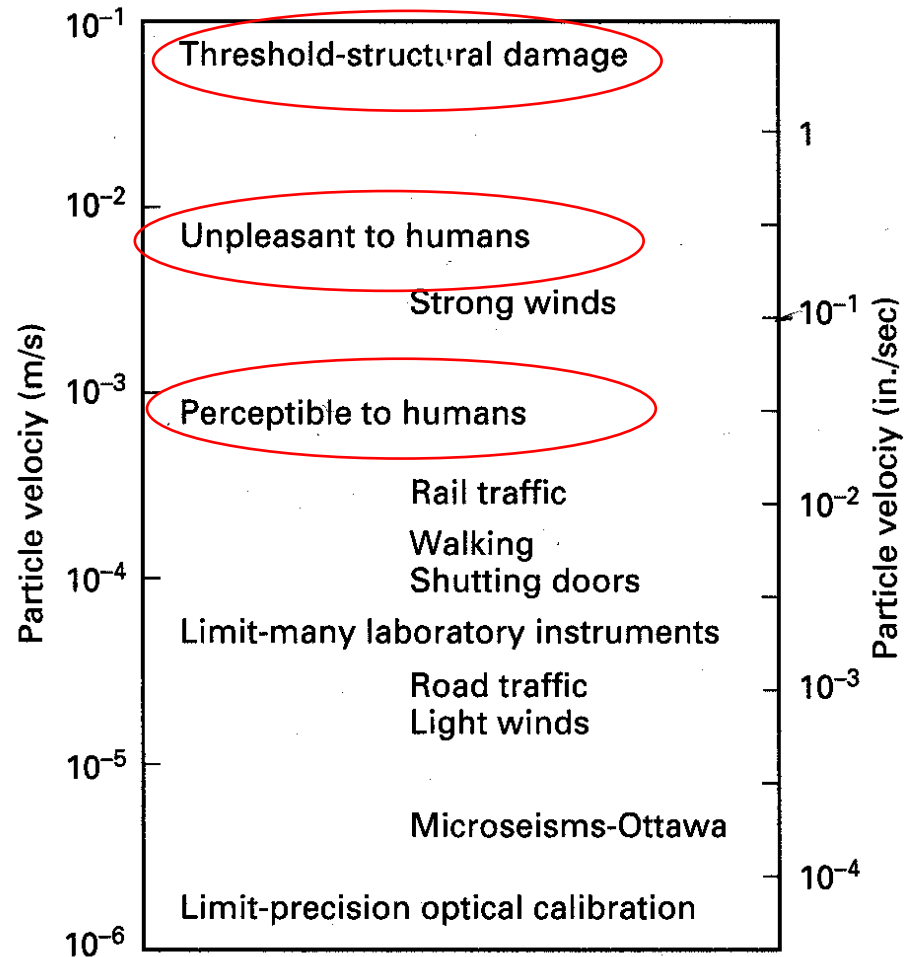 10⁻¹
Threshold-structural damage
1
10⁻²
Unpleasant to humans
Strong winds
10⁻¹
10⁻³
Perceptible to humans
Rail traffic
10⁻²
Walking
10⁻⁴
Shutting doors
Limit-many laboratory instruments
Road traffic
10⁻³
Light winds
10⁻⁵
Microseisms-Ottawa
10⁻⁴
Limit-precision optical calibration
10⁻⁶
Particle velociy (m/s)
Particle velociy (in./sec)